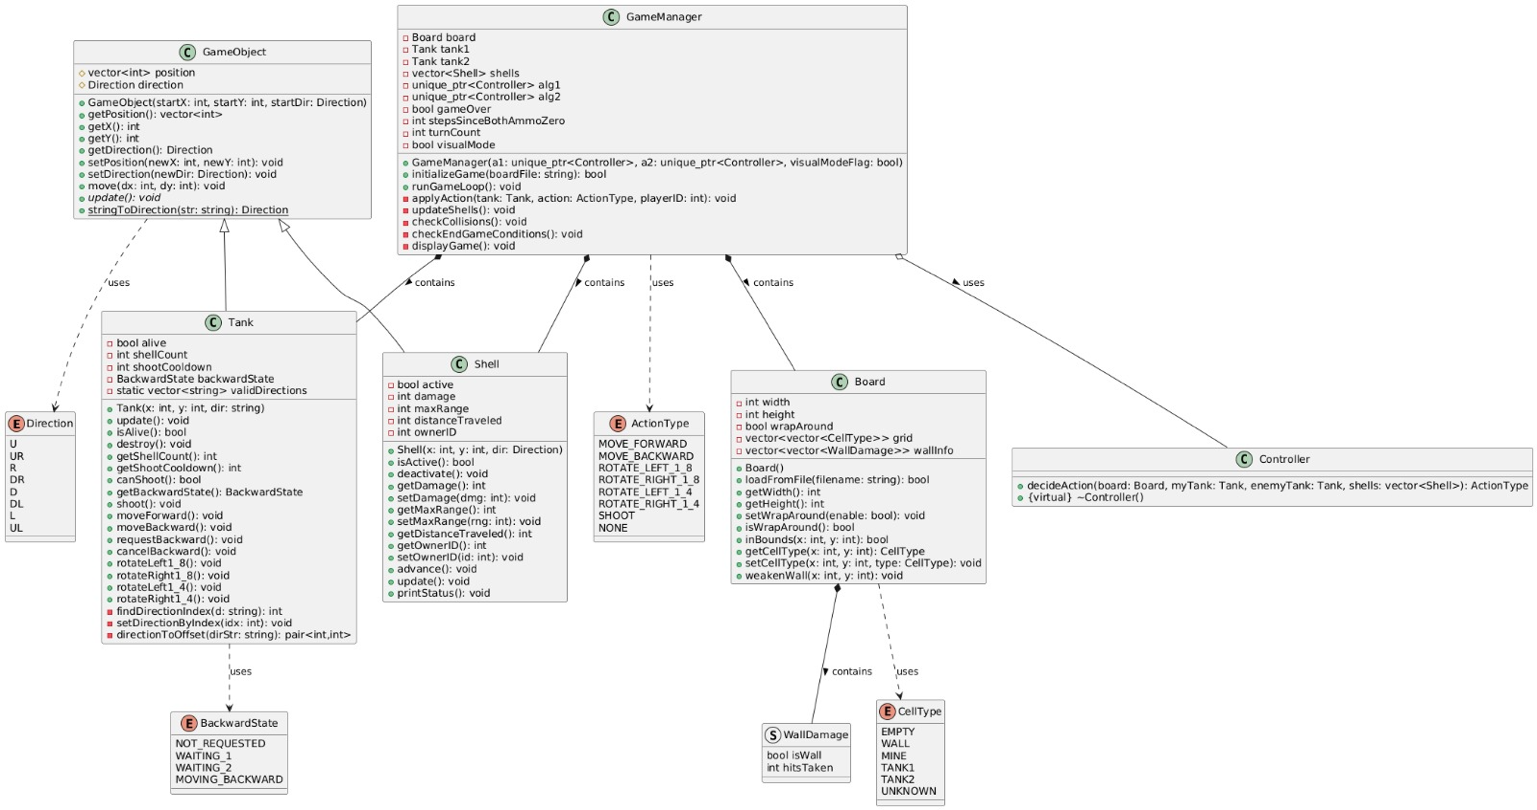 GameObject
vector<int> position
Direction direction
GameObject(startX: int, startY: int, startDir: Direction)
getPosition(): vector<int>
getX(): int
getY(): int
getDirection(): Direction
setPosition(newX: int, newY: int): void
setDirection(newDir: Direction): void
move(dx: int, dy: int): void
update(): void
stringToDirection(str: string): Direction
GameManager
Board board
Tank tank1
Tank tank2
vector<Shell> shells
unique_ptr<Controller> alg1
unique_ptr<Controller> alg2
bool gameOver
int stepsSinceBothAmmoZero
int turnCount
bool visualMode
GameManager(a1: unique_ptr<Controller>, a2: unique_ptr<Controller>, visualModeFlag: bool)
initializeGame(boardFile: string): bool
runGameLoop(): void
applyAction(tank: Tank, action: ActionType, playerID: int): void
updateShells(): void
checkCollisions(): void
checkEndGameConditions(): void
displayGame(): void
uses
contains
contains
uses
contains
uses
Direction
U
UR
R
DR
D
DL
L
UL
Tank
bool alive
int shellCount
int shootCooldown
BackwardState backwardState
static vector<string> validDirections
Tank(x: int, y: int, dir: string)
update(): void
isAlive(): bool
destroy(): void
getShellCount(): int
getShootCooldown(): int
canShoot(): bool
getBackwardState(): BackwardState
shoot(): void
moveForward(): void
moveBackward(): void
requestBackward(): void
cancelBackward(): void
rotateLeft1_8(): void
rotateRight1_8(): void
rotateLeft1_4(): void
rotateRight1_4(): void
findDirectionIndex(d: string): int
setDirectionByIndex(idx: int): void
directionToOffset(dirStr: string): pair<int,int>
Shell
bool active
int damage
int maxRange
int distanceTraveled
int ownerID
Shell(x: int, y: int, dir: Direction)
isActive(): bool
deactivate(): void
getDamage(): int
setDamage(dmg: int): void
getMaxRange(): int
setMaxRange(rng: int): void
getDistanceTraveled(): int
getOwnerID(): int
setOwnerID(id: int): void
advance(): void
update(): void
printStatus(): void
ActionType
MOVE_FORWARD
MOVE_BACKWARD
ROTATE_LEFT_1_8
ROTATE_RIGHT_1_8
ROTATE_LEFT_1_4
ROTATE_RIGHT_1_4
SHOOT
NONE
Board
int width
int height
bool wrapAround
vector<vector<CellType>> grid
vector<vector<WallDamage>> wallInfo
Board()
loadFromFile(filename: string): bool
getWidth(): int
getHeight(): int
setWrapAround(enable: bool): void
isWrapAround(): bool
inBounds(x: int, y: int): bool
getCellType(x: int, y: int): CellType
setCellType(x: int, y: int, type: CellType): void
weakenWall(x: int, y: int): void
Controller
decideAction(board: Board, myTank: Tank, enemyTank: Tank, shells: vector<Shell>): ActionType
{virtual} ~Controller()
uses
contains
uses
BackwardState
NOT_REQUESTED
WAITING_1
WAITING_2
MOVING_BACKWARD
WallDamage
bool isWall
int hitsTaken
CellType
EMPTY
WALL
MINE
TANK1
TANK2
UNKNOWN